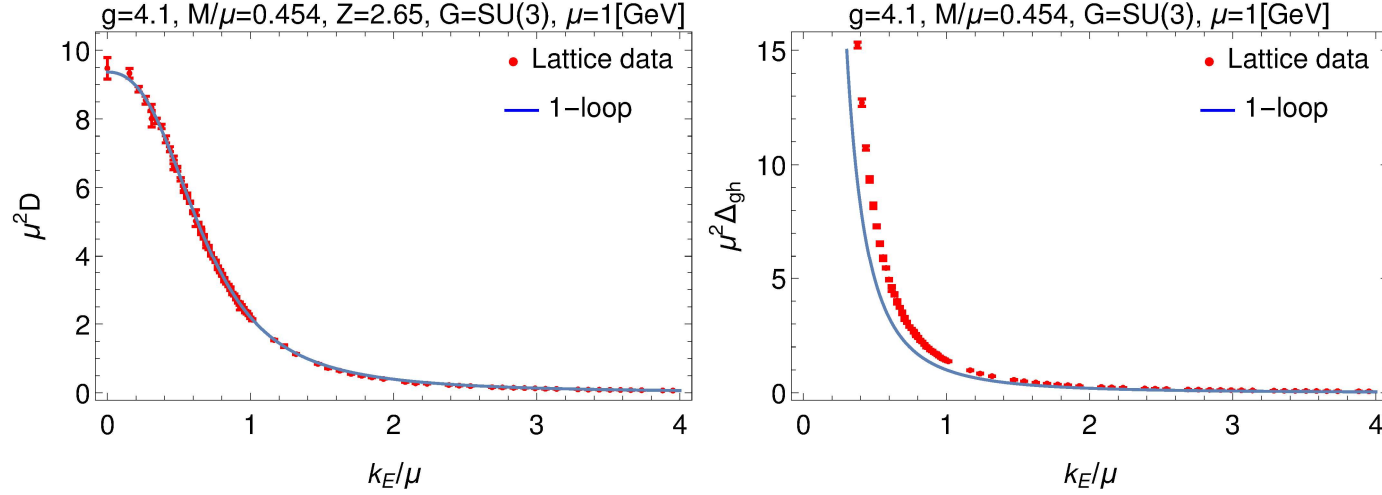 g=4.1, M/μ=0.454, Z=2.65, G=SU(3), μ=1[GeV]
10
8
6
4
2
0
μ²D
Lattice data
1-loop
0
1
2
3
4
k_E/μ
g=4.1, M/μ=0.454, G=SU(3), μ=1[GeV]
15
10
5
0
μ²Δ_gh
Lattice data
1-loop
0
1
2
3
4
k_E/μ